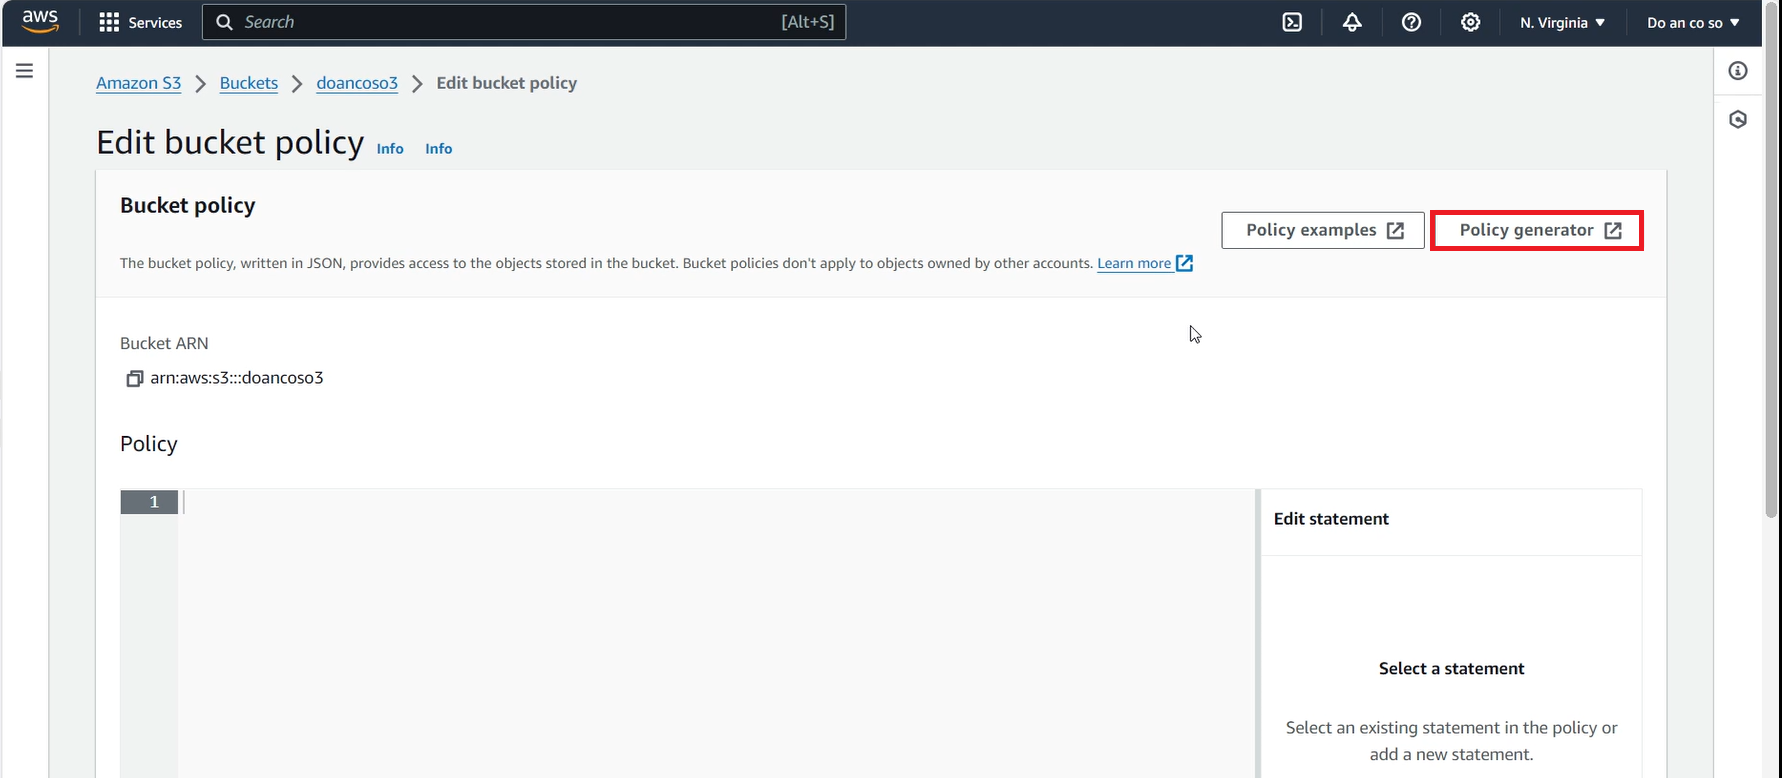 aws Services Search [Alt+S] N. Virginia Do an co so
Amazon S3 Buckets doancoso3 Edit bucket policy
Edit bucket policy Info Info
Bucket policy
Policy examples Policy generator
The bucket policy, written in JSON, provides access to the objects stored in the bucket. Bucket policies don't apply to objects owned by other accounts. Learn more
Bucket ARN
arn:aws:s3:::doancoso3
Policy
1
Edit statement
Select a statement
Select an existing statement in the policy or
add a new statement.